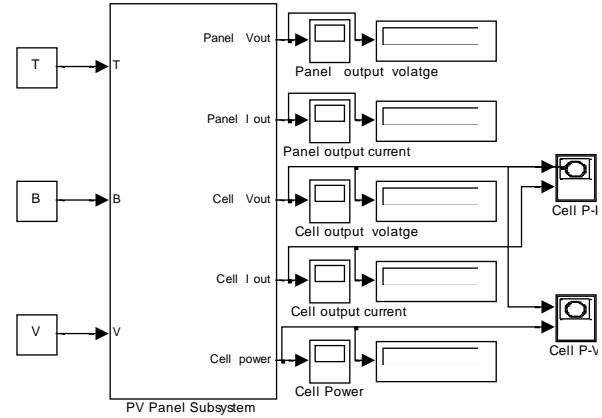 T
T
B
B
V
V
Panel Vout
Panel output volatge
Panel I out
Panel output current
Cell Vout
Cell output volatge
Cell I out
Cell output current
Cell power
Cell Power
Cell P-I
Cell P-V
PV Panel Subsystem